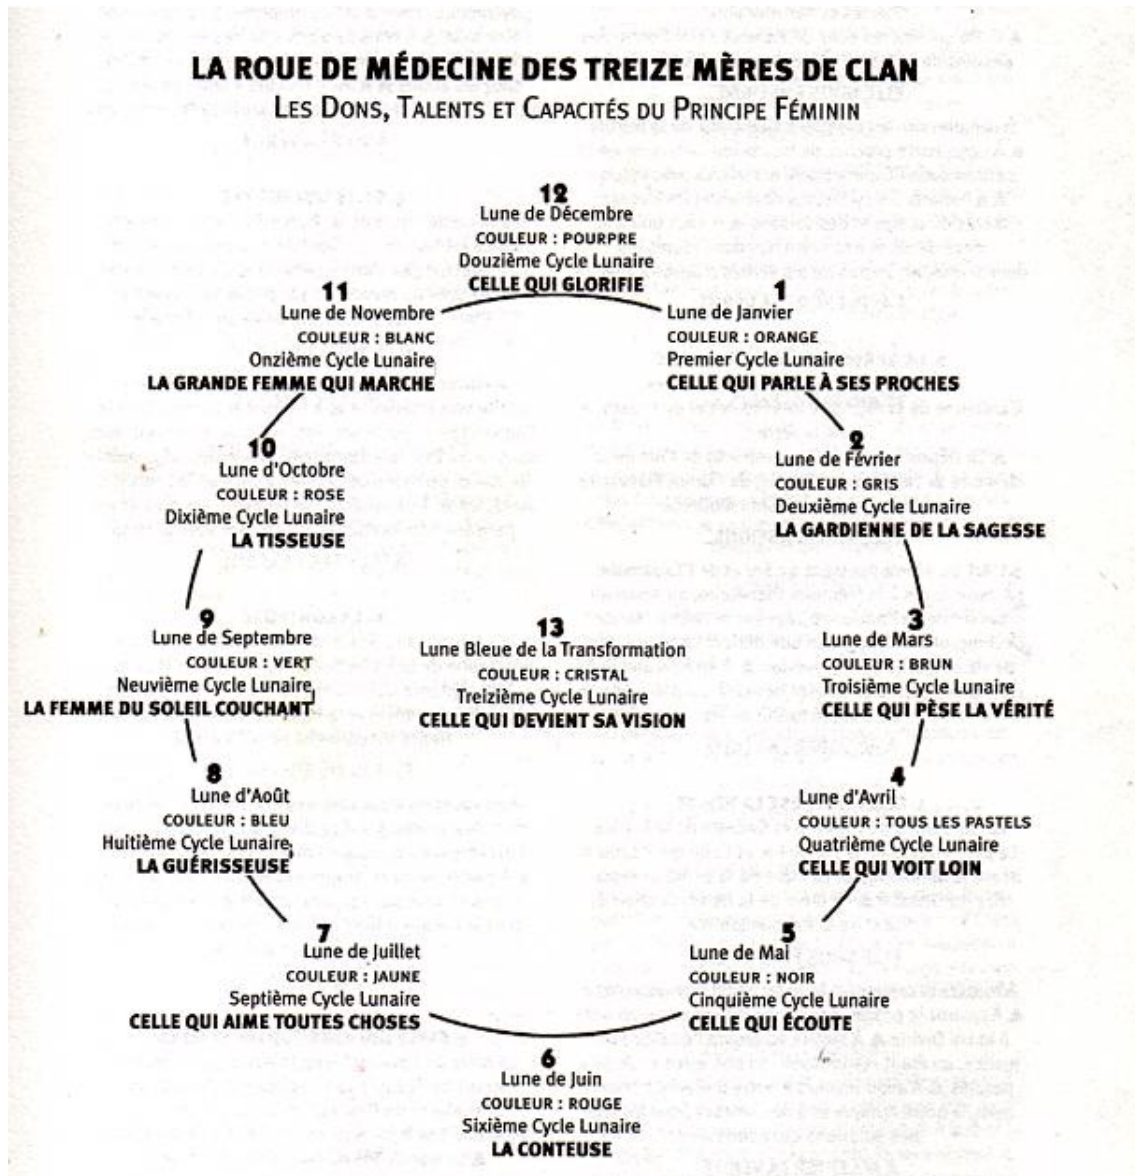 LA ROUE DE MÉDECINE DES TREIZE MÈRES DE CLAN
LES DONS, TALENTS ET CAPACITÉS DU PRINCIPE FÉMININ
12
Lune de Décembre
COULEUR : POURPRE
Douzième Cycle Lunaire
CELLE QUI GLORIFIE
1
Lune de Janvier
COULEUR : ORANGE
Premier Cycle Lunaire
CELLE QUI PARLE À SES PROCHES
2
Lune de Février
COULEUR : GRIS
Deuxième Cycle Lunaire
LA GARDIENNE DE LA SAGESSE
3
Lune de Mars
COULEUR : BRUN
Troisième Cycle Lunaire
CELLE QUI PÈSE LA VÉRITÉ
4
Lune d'Avril
COULEUR : TOUS LES PASTELS
Quatrième Cycle Lunaire
CELLE QUI VOIT LOIN
5
Lune de Mai
COULEUR : NOIR
Cinquième Cycle Lunaire
CELLE QUI ÉCOUTE
6
Lune de Juin
COULEUR : ROUGE
Sixième Cycle Lunaire
LA CONTEUSE
7
Lune de Juillet
COULEUR : JAUNE
Septième Cycle Lunaire
CELLE QUI AIME TOUTES CHOSES
8
Lune d'Août
COULEUR : BLEU
Huitième Cycle Lunaire
LA GUÉRISSEUSE
9
Lune de Septembre
COULEUR : VERT
Neuvième Cycle Lunaire
LA FEMME DU SOLEIL COUCHANT
10
Lune d'Octobre
COULEUR : ROSE
Dixième Cycle Lunaire
LA TISSEUSE
11
Lune de Novembre
COULEUR : BLANC
Onzième Cycle Lunaire
LA GRANDE FEMME QUI MARCHE
13
Lune Bleue de la Transformation
COULEUR : CRISTAL
Treizième Cycle Lunaire
CELLE QUI DEVIENT SA VISION